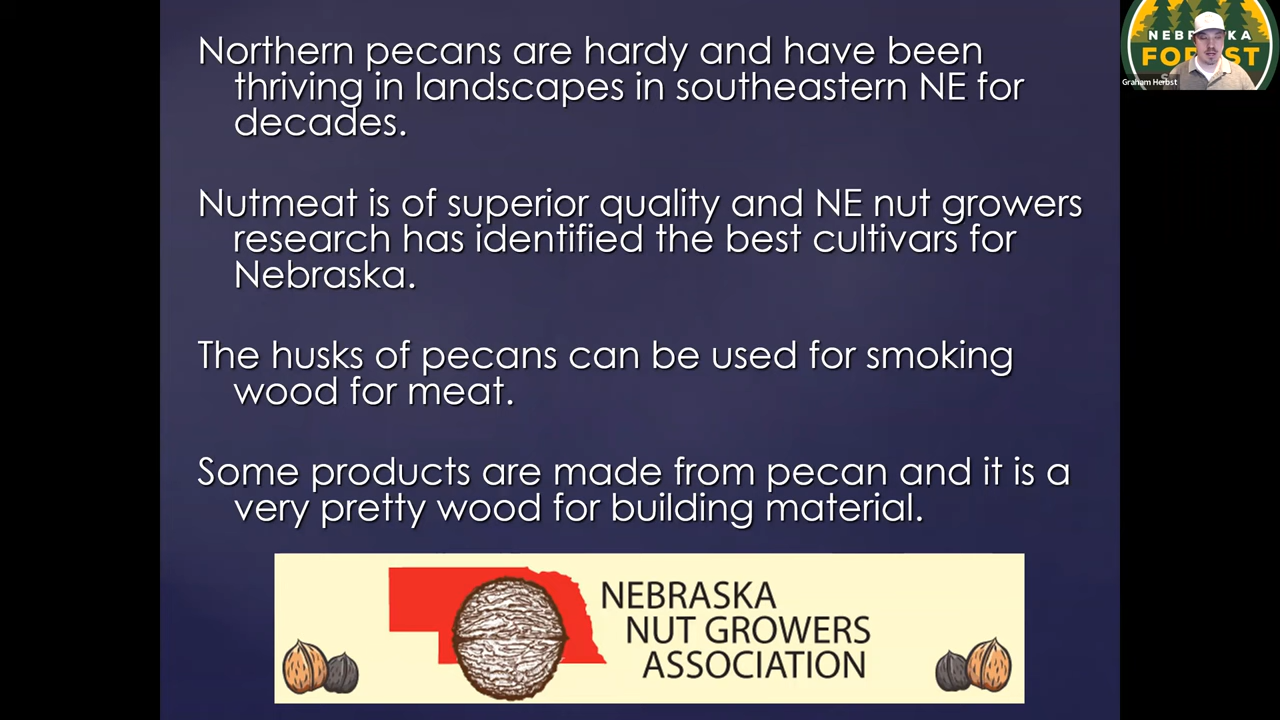 Northern pecans are hardy and have been
thriving in landscapes in southeastern NE for
decades.
Nutmeat is of superior quality and NE nut growers
research has identified the best cultivars for
Nebraska.
The husks of pecans can be used for smoking
wood for meat.
Some products are made from pecan and it is a
very pretty wood for building material.
NEBRASKA
NUT GROWERS
ASSOCIATION
Graham Herbst